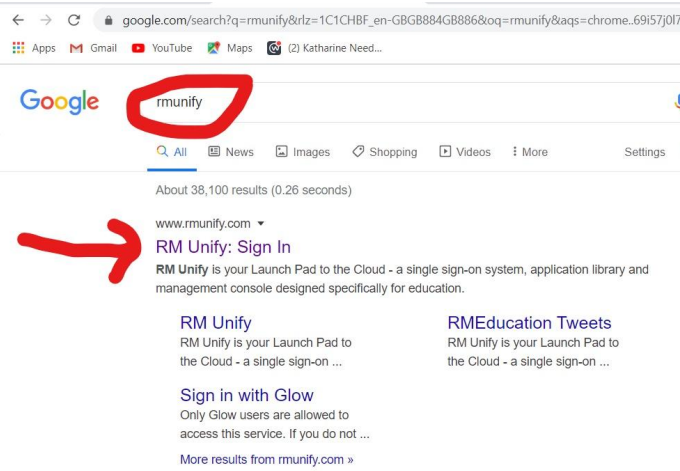 google.com/search?q=rmunify&rlz=1C1CHBF_en-GBGB884GB886&oq=rmunify&aqs=chrome..69i57j0l7
Apps Gmail YouTube Maps (2) Katharine Need...
Google rmunify
All News Images Shopping Videos More Settings
About 38,100 results (0.26 seconds)
www.rmunify.com
RM Unify: Sign In
RM Unify is your Launch Pad to the Cloud - a single sign-on system, application library and
management console designed specifically for education.
RM Unify
RM Unify is your Launch Pad to
the Cloud - a single sign-on ...
RMEducation Tweets
RM Unify is your Launch Pad to
the Cloud - a single sign-on ...
Sign in with Glow
Only Glow users are allowed to
access this service. If you do not ...
More results from rmunify.com »